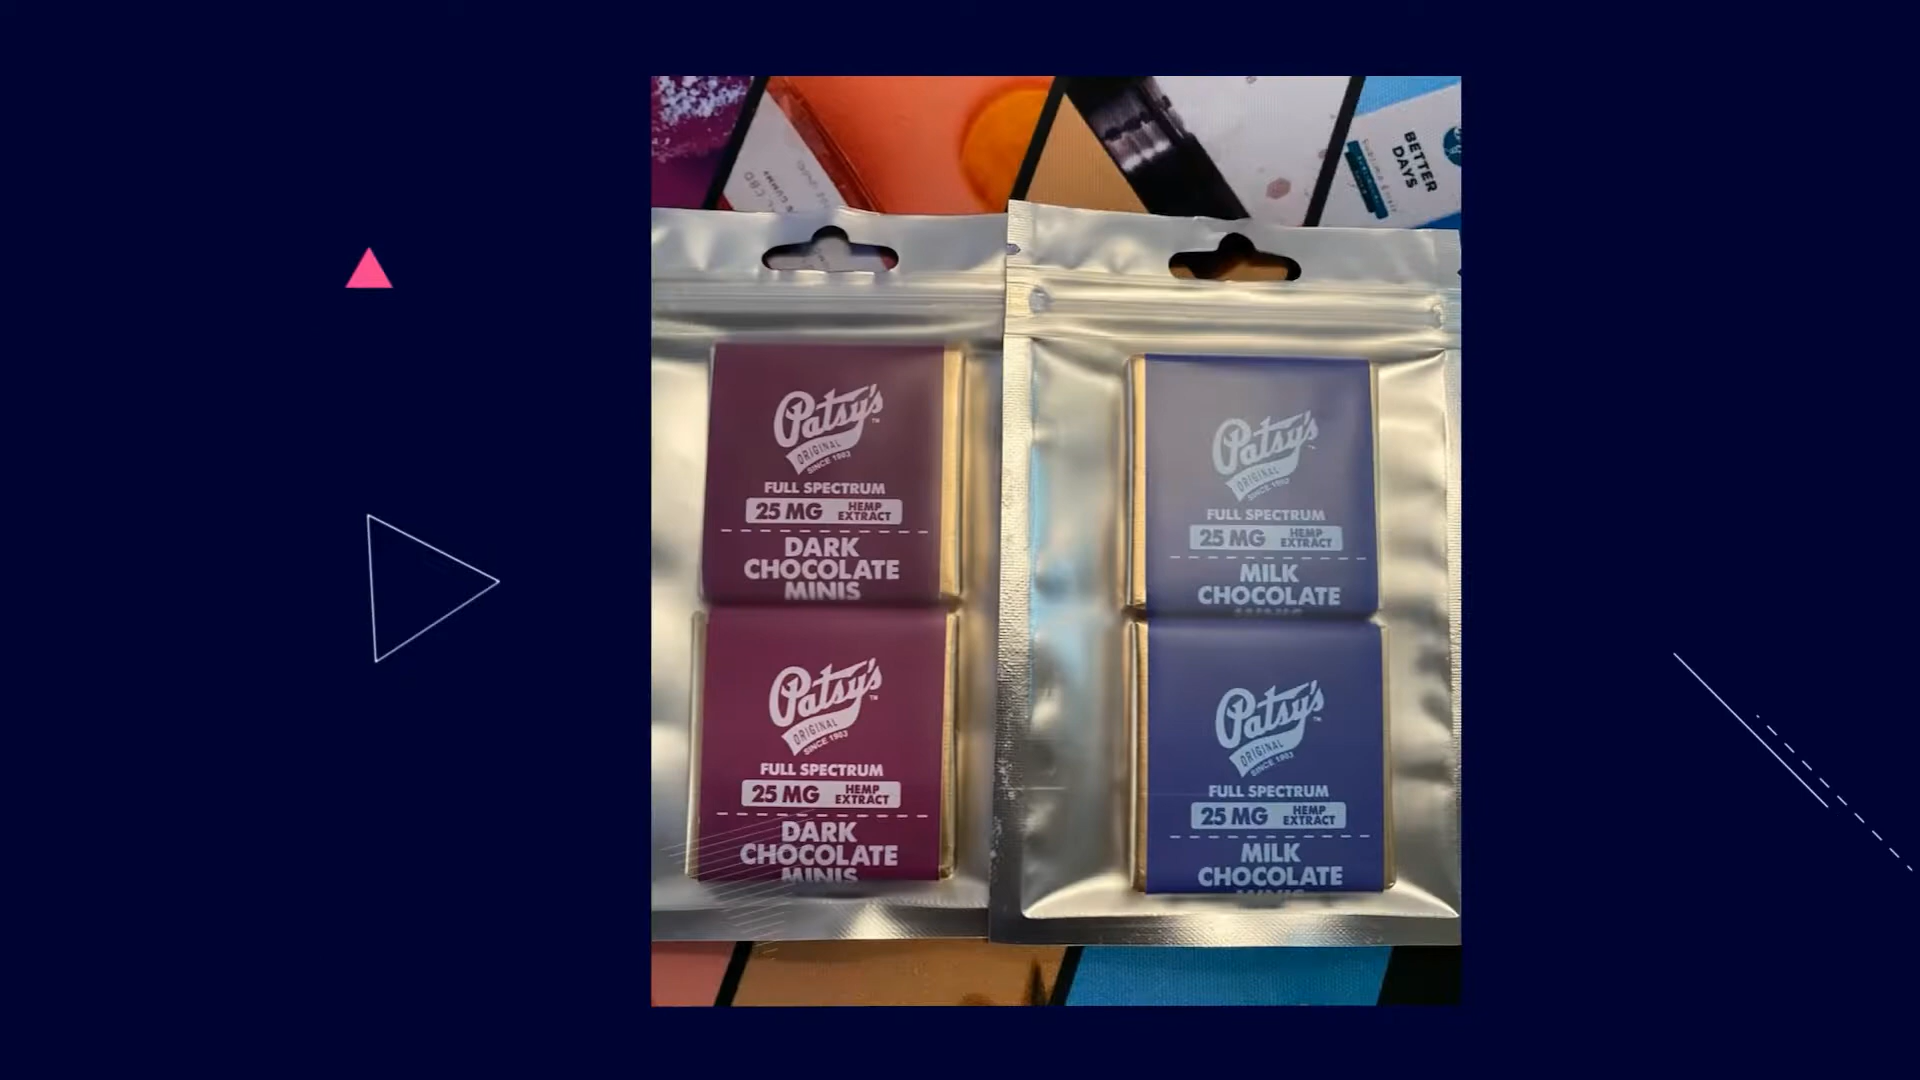 BETTER
DAYS
CBD
Patsy's
ORIGINAL
SINCE 1903
FULL SPECTRUM
25 MG HEMP EXTRACT
DARK
CHOCOLATE
MINIS
Patsy's
ORIGINAL
SINCE 1903
FULL SPECTRUM
25 MG HEMP EXTRACT
DARK
CHOCOLATE
MINIS
Patsy's
ORIGINAL
SINCE 1903
FULL SPECTRUM
25 MG HEMP EXTRACT
MILK
CHOCOLATE
Patsy's
ORIGINAL
SINCE 1903
FULL SPECTRUM
25 MG HEMP EXTRACT
MILK
CHOCOLATE